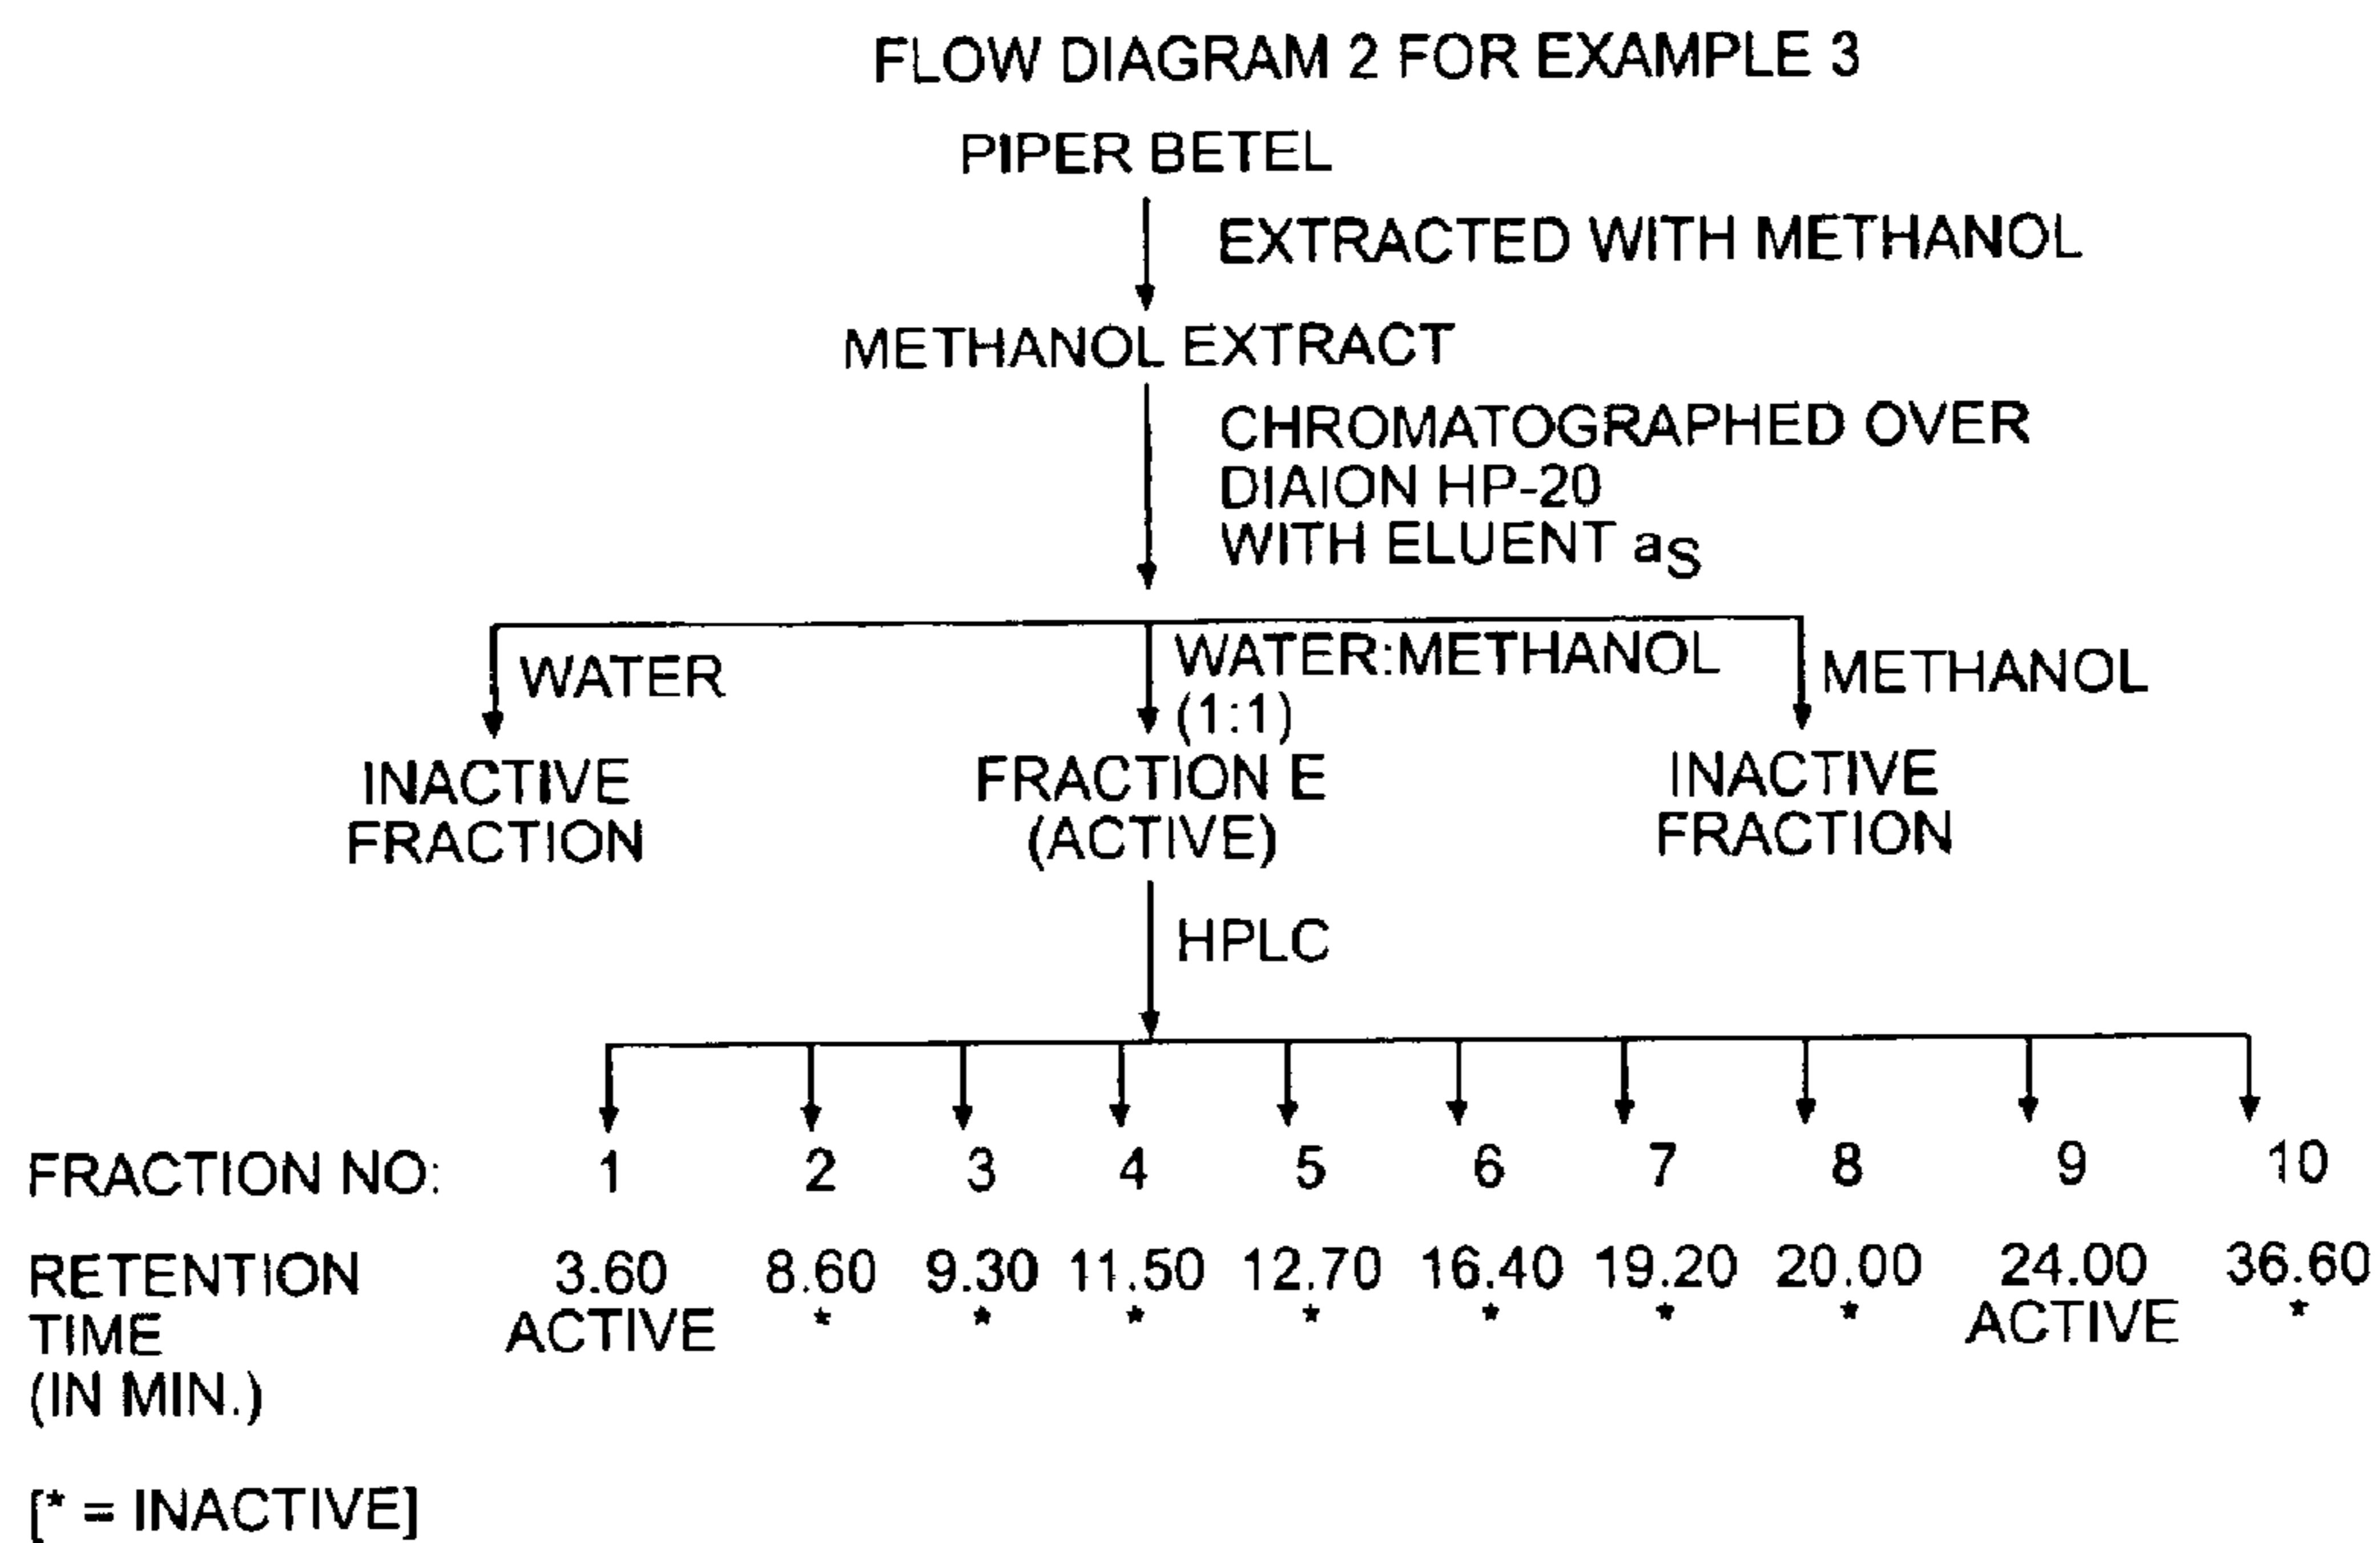 FLOW DIAGRAM 2 FOR EXAMPLE 3
PIPER BETEL
EXTRACTED WITH METHANOL
METHANOL EXTRACT
CHROMATOGRAPHED OVER
DIAION HP-20
WITH ELUENT as
WATER
WATER:METHANOL
(1:1)
METHANOL
INACTIVE
FRACTION
FRACTION E
(ACTIVE)
INACTIVE
FRACTION
HPLC
FRACTION NO: 1 2 3 4 5 6 7 8 9 10
RETENTION 3.60 8.60 9.30 11.50 12.70 16.40 19.20 20.00 24.00 36.60
TIME ACTIVE * * * * * * * ACTIVE *
(IN MIN.)
[* = INACTIVE]